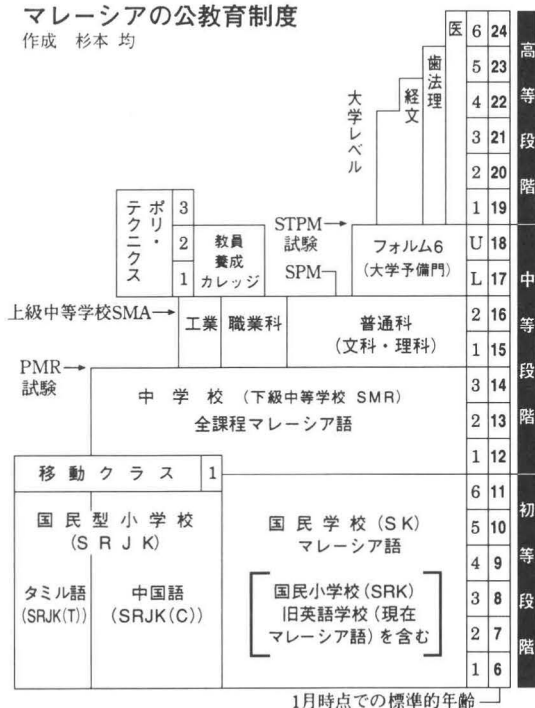 マレーシアの公教育制度
作成 杉本 均
医
歯法理
経文
大学レベル
6 24
5 23
4 22
3 21
2 20
1 19
高等段階
ポリ・テクニクス
3
2
1
教員
養成
カレッジ
STPM
試験
SPM
フォルム6
(大学予備門)
U 18
L 17
上級中等学校SMA
工業
職業科
普通科
(文科・理科)
2 16
1 15
中等段階
PMR
試験
中学校 (下級中等学校 SMR)
全課程マレーシア語
3 14
2 13
1 12
移動クラス 1
国民型小学校
(SRJK)
タミル語
(SRJK(T))
中国語
(SRJK(C))
国民学校(SK)
マレーシア語
国民小学校(SRK)
旧英語学校(現在
マレーシア語)を含む
6 11
5 10
4 9
3 8
2 7
1 6
初等段階
1月時点での標準的年齢